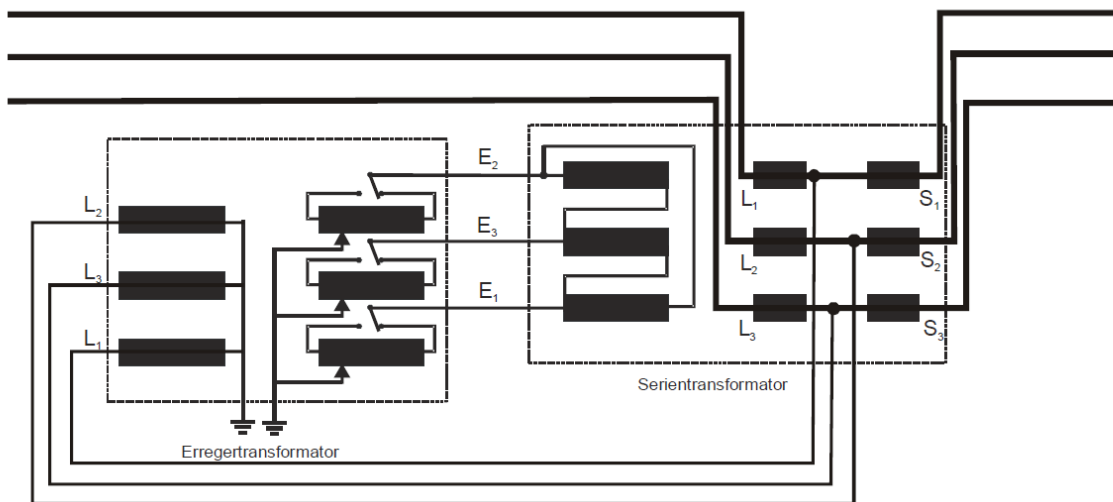 E₂
L₁
S₁
L₂
E₃
L₂
S₂
L₃
E₁
L₃
S₃
L₁
Serientransformator
Erregertransformator